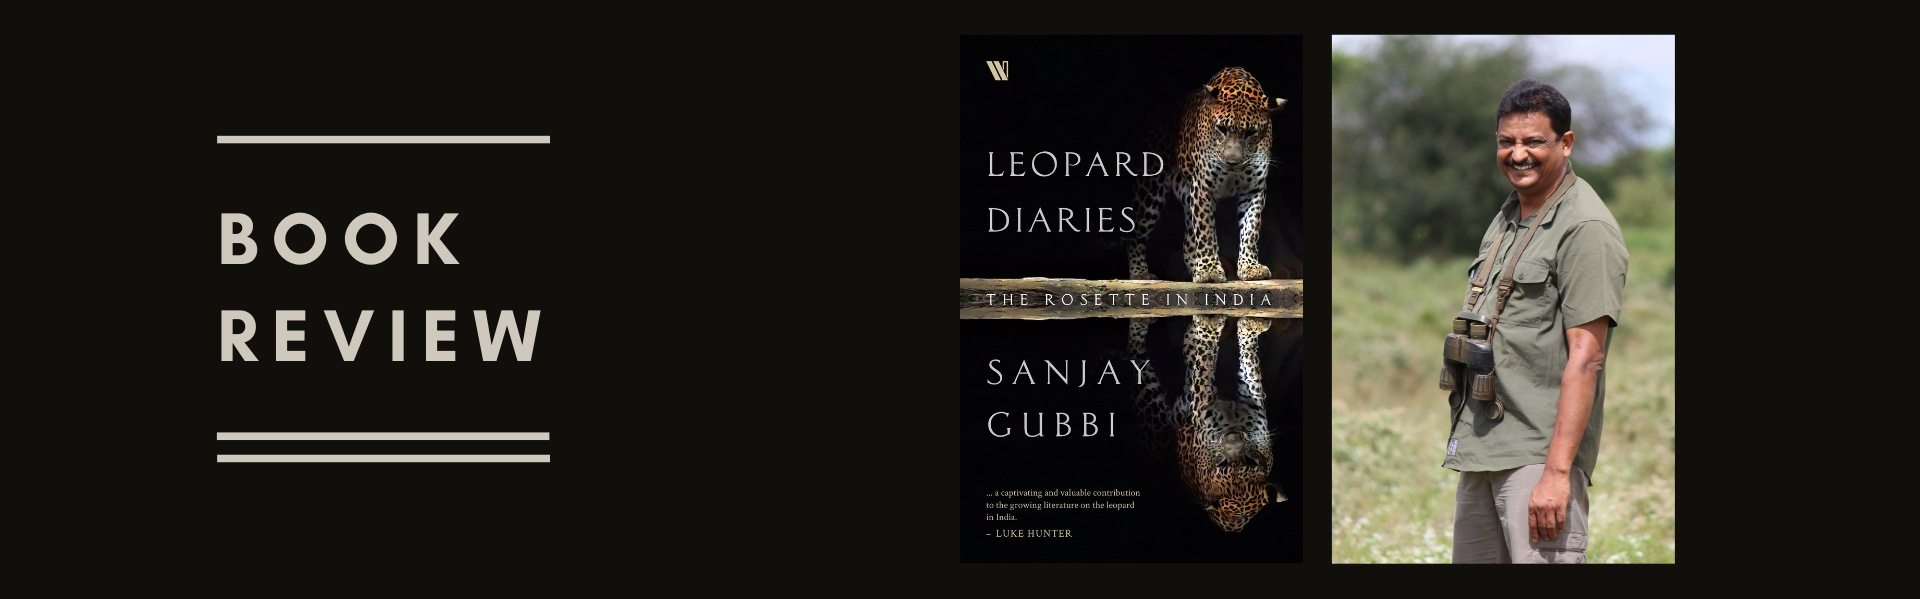 BOOK
REVIEW
LEOPARD
DIARIES
THE ROSETTE IN INDIA
SANJAY
GUBBI
... a captivating and valuable contribution
to the growing literature on the leopard
in India.
– LUKE HUNTER